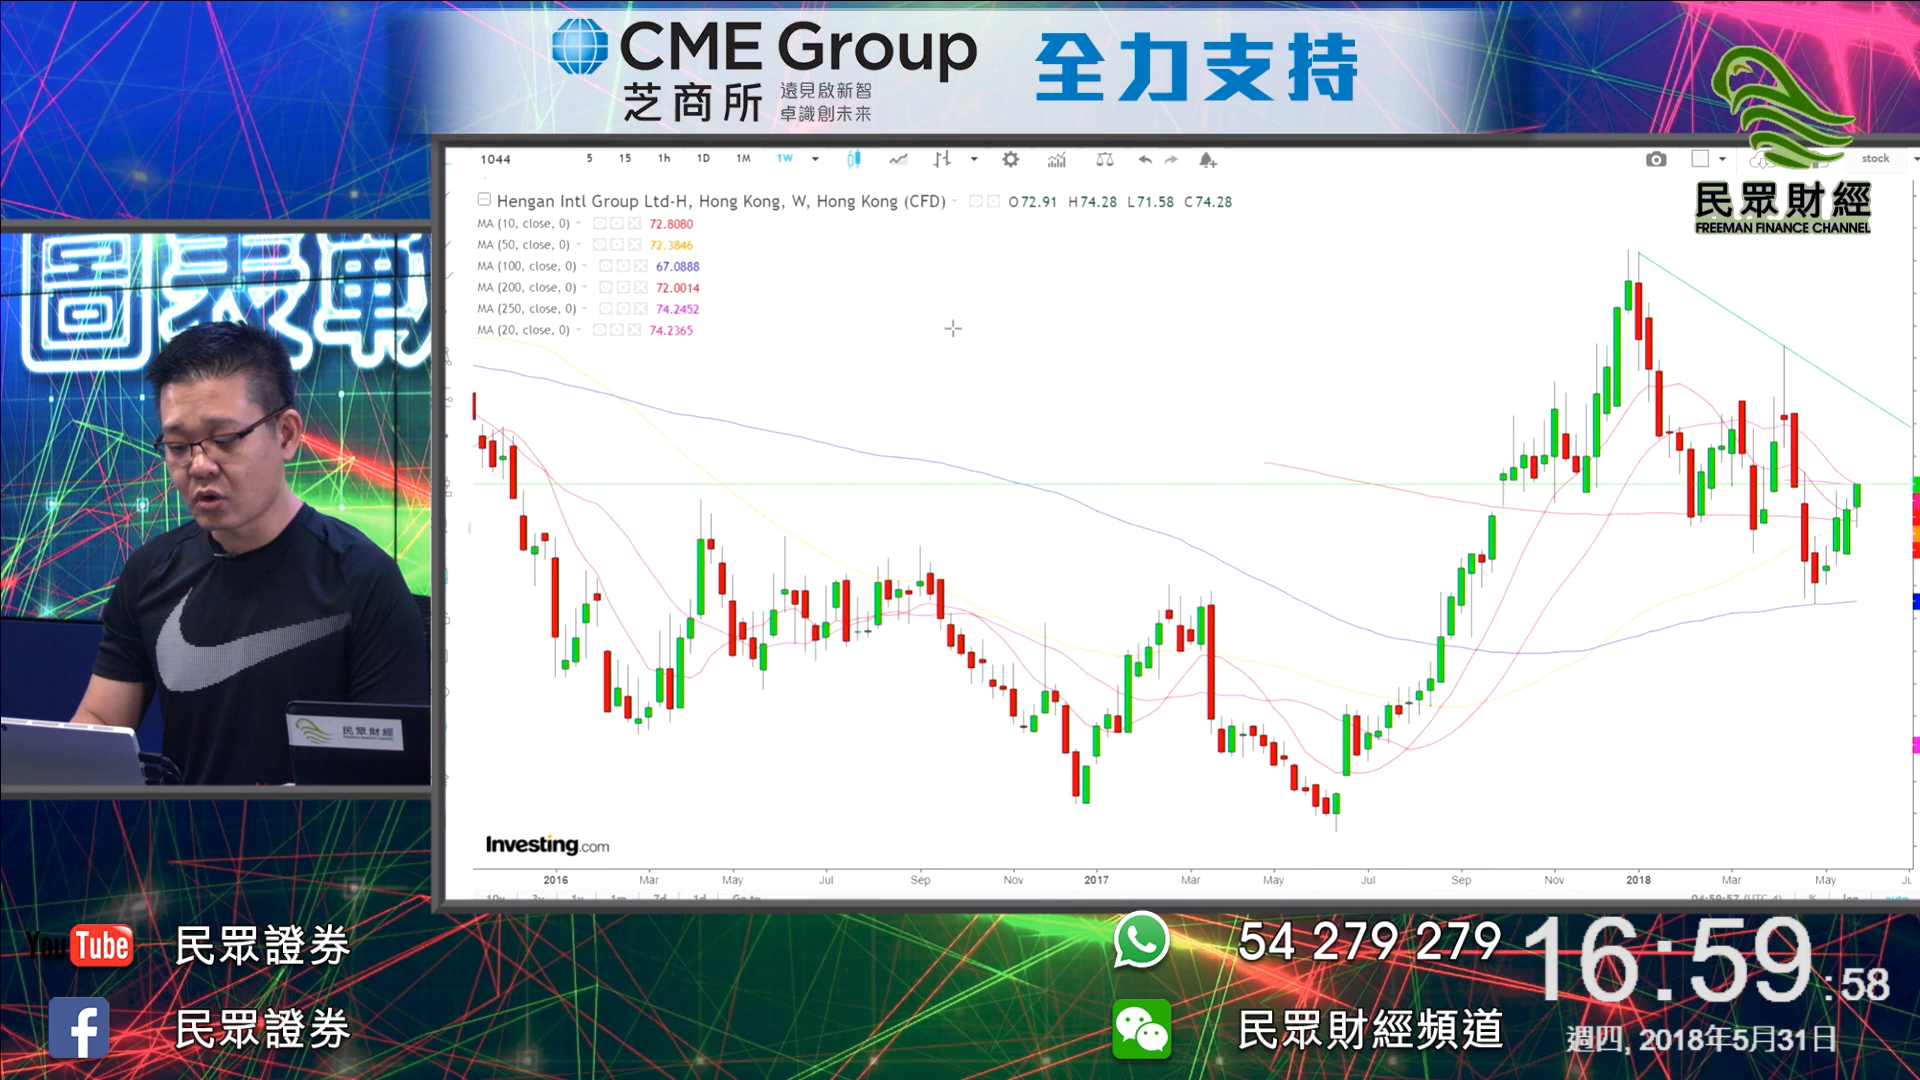 CME Group
芝商所
遠見啟新智
卓識創未來
全力支持
民眾財經
FREEMAN FINANCE CHANNEL
1044
5 15 1h 1D 1M 1W
stock
Hengan Intl Group Ltd-H, Hong Kong, W, Hong Kong (CFD) O72.91 H74.28 L71.58 C74.28
MA (10, close, 0) 72.8080
MA (50, close, 0) 72.3846
MA (100, close, 0) 67.0888
MA (200, close, 0) 72.0014
MA (250, close, 0) 74.2452
MA (20, close, 0) 74.2365
圖表戰
民眾財經
Investing.com
2016 Mar May Jul Sep Nov 2017 Mar May Jul Sep Nov 2018 Mar May
YouTube 民眾證券
54 279 279
16:59:58
民眾證券
民眾財經頻道
週四, 2018年5月31日